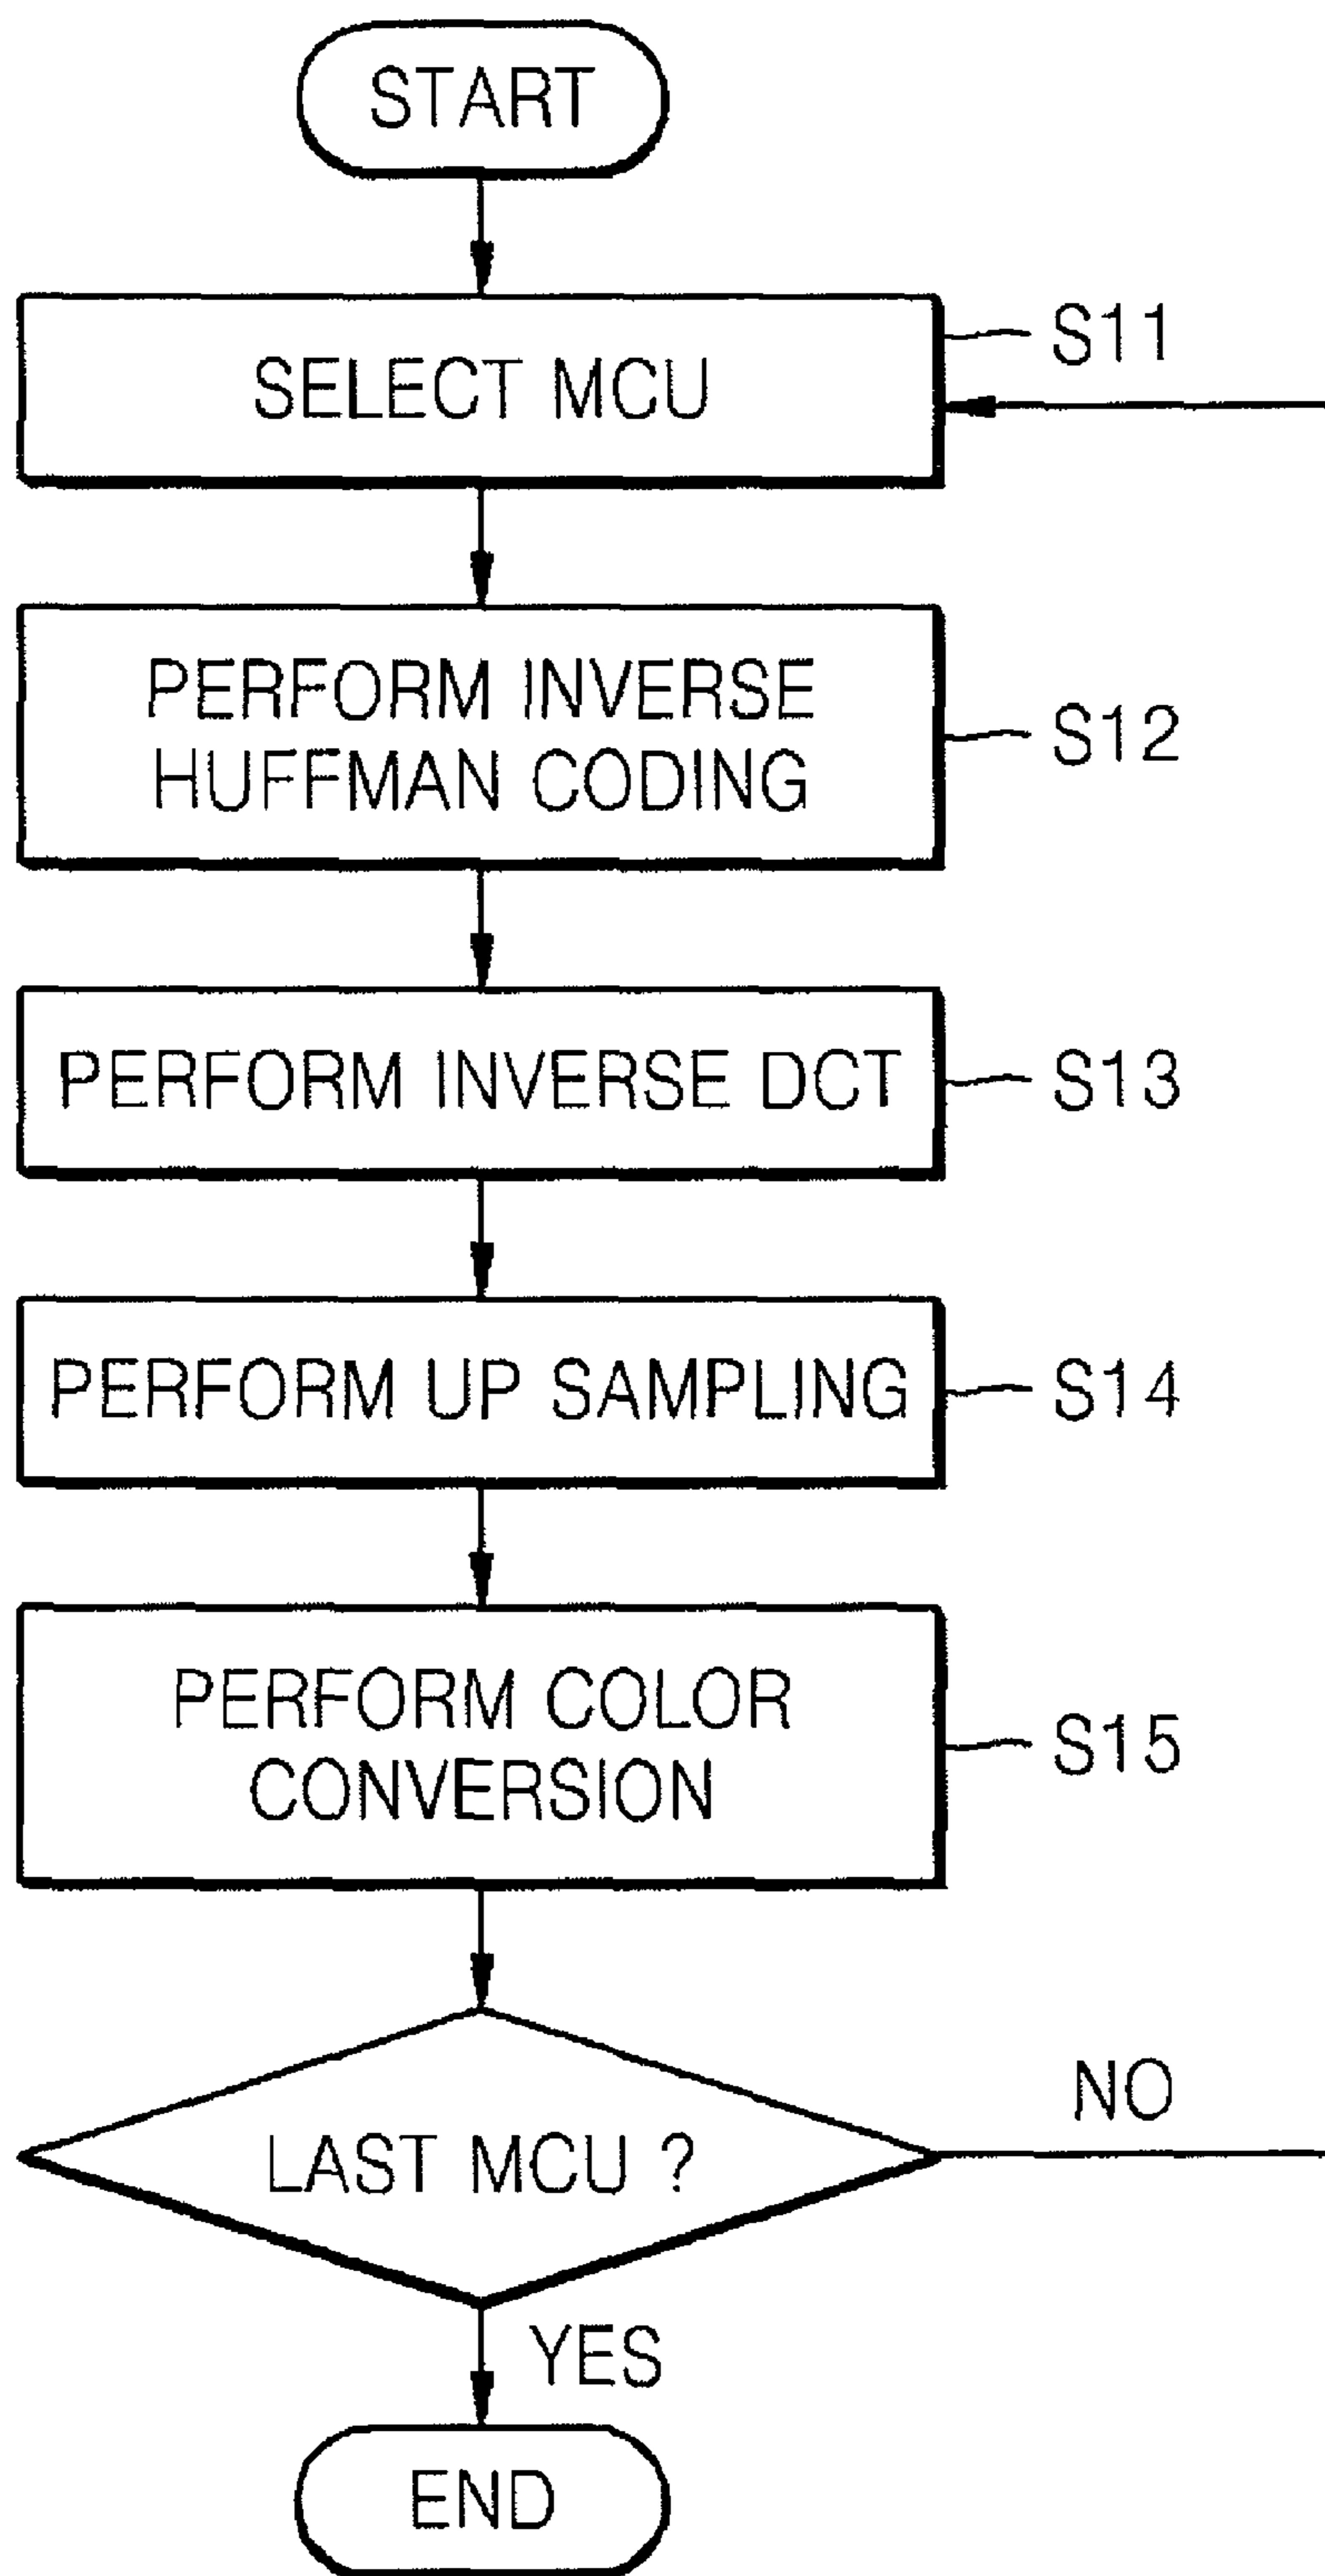 START
SELECT MCU
S11
PERFORM INVERSE
HUFFMAN CODING
S12
PERFORM INVERSE DCT
S13
PERFORM UP SAMPLING
S14
PERFORM COLOR
CONVERSION
S15
LAST MCU ?
NO
YES
END